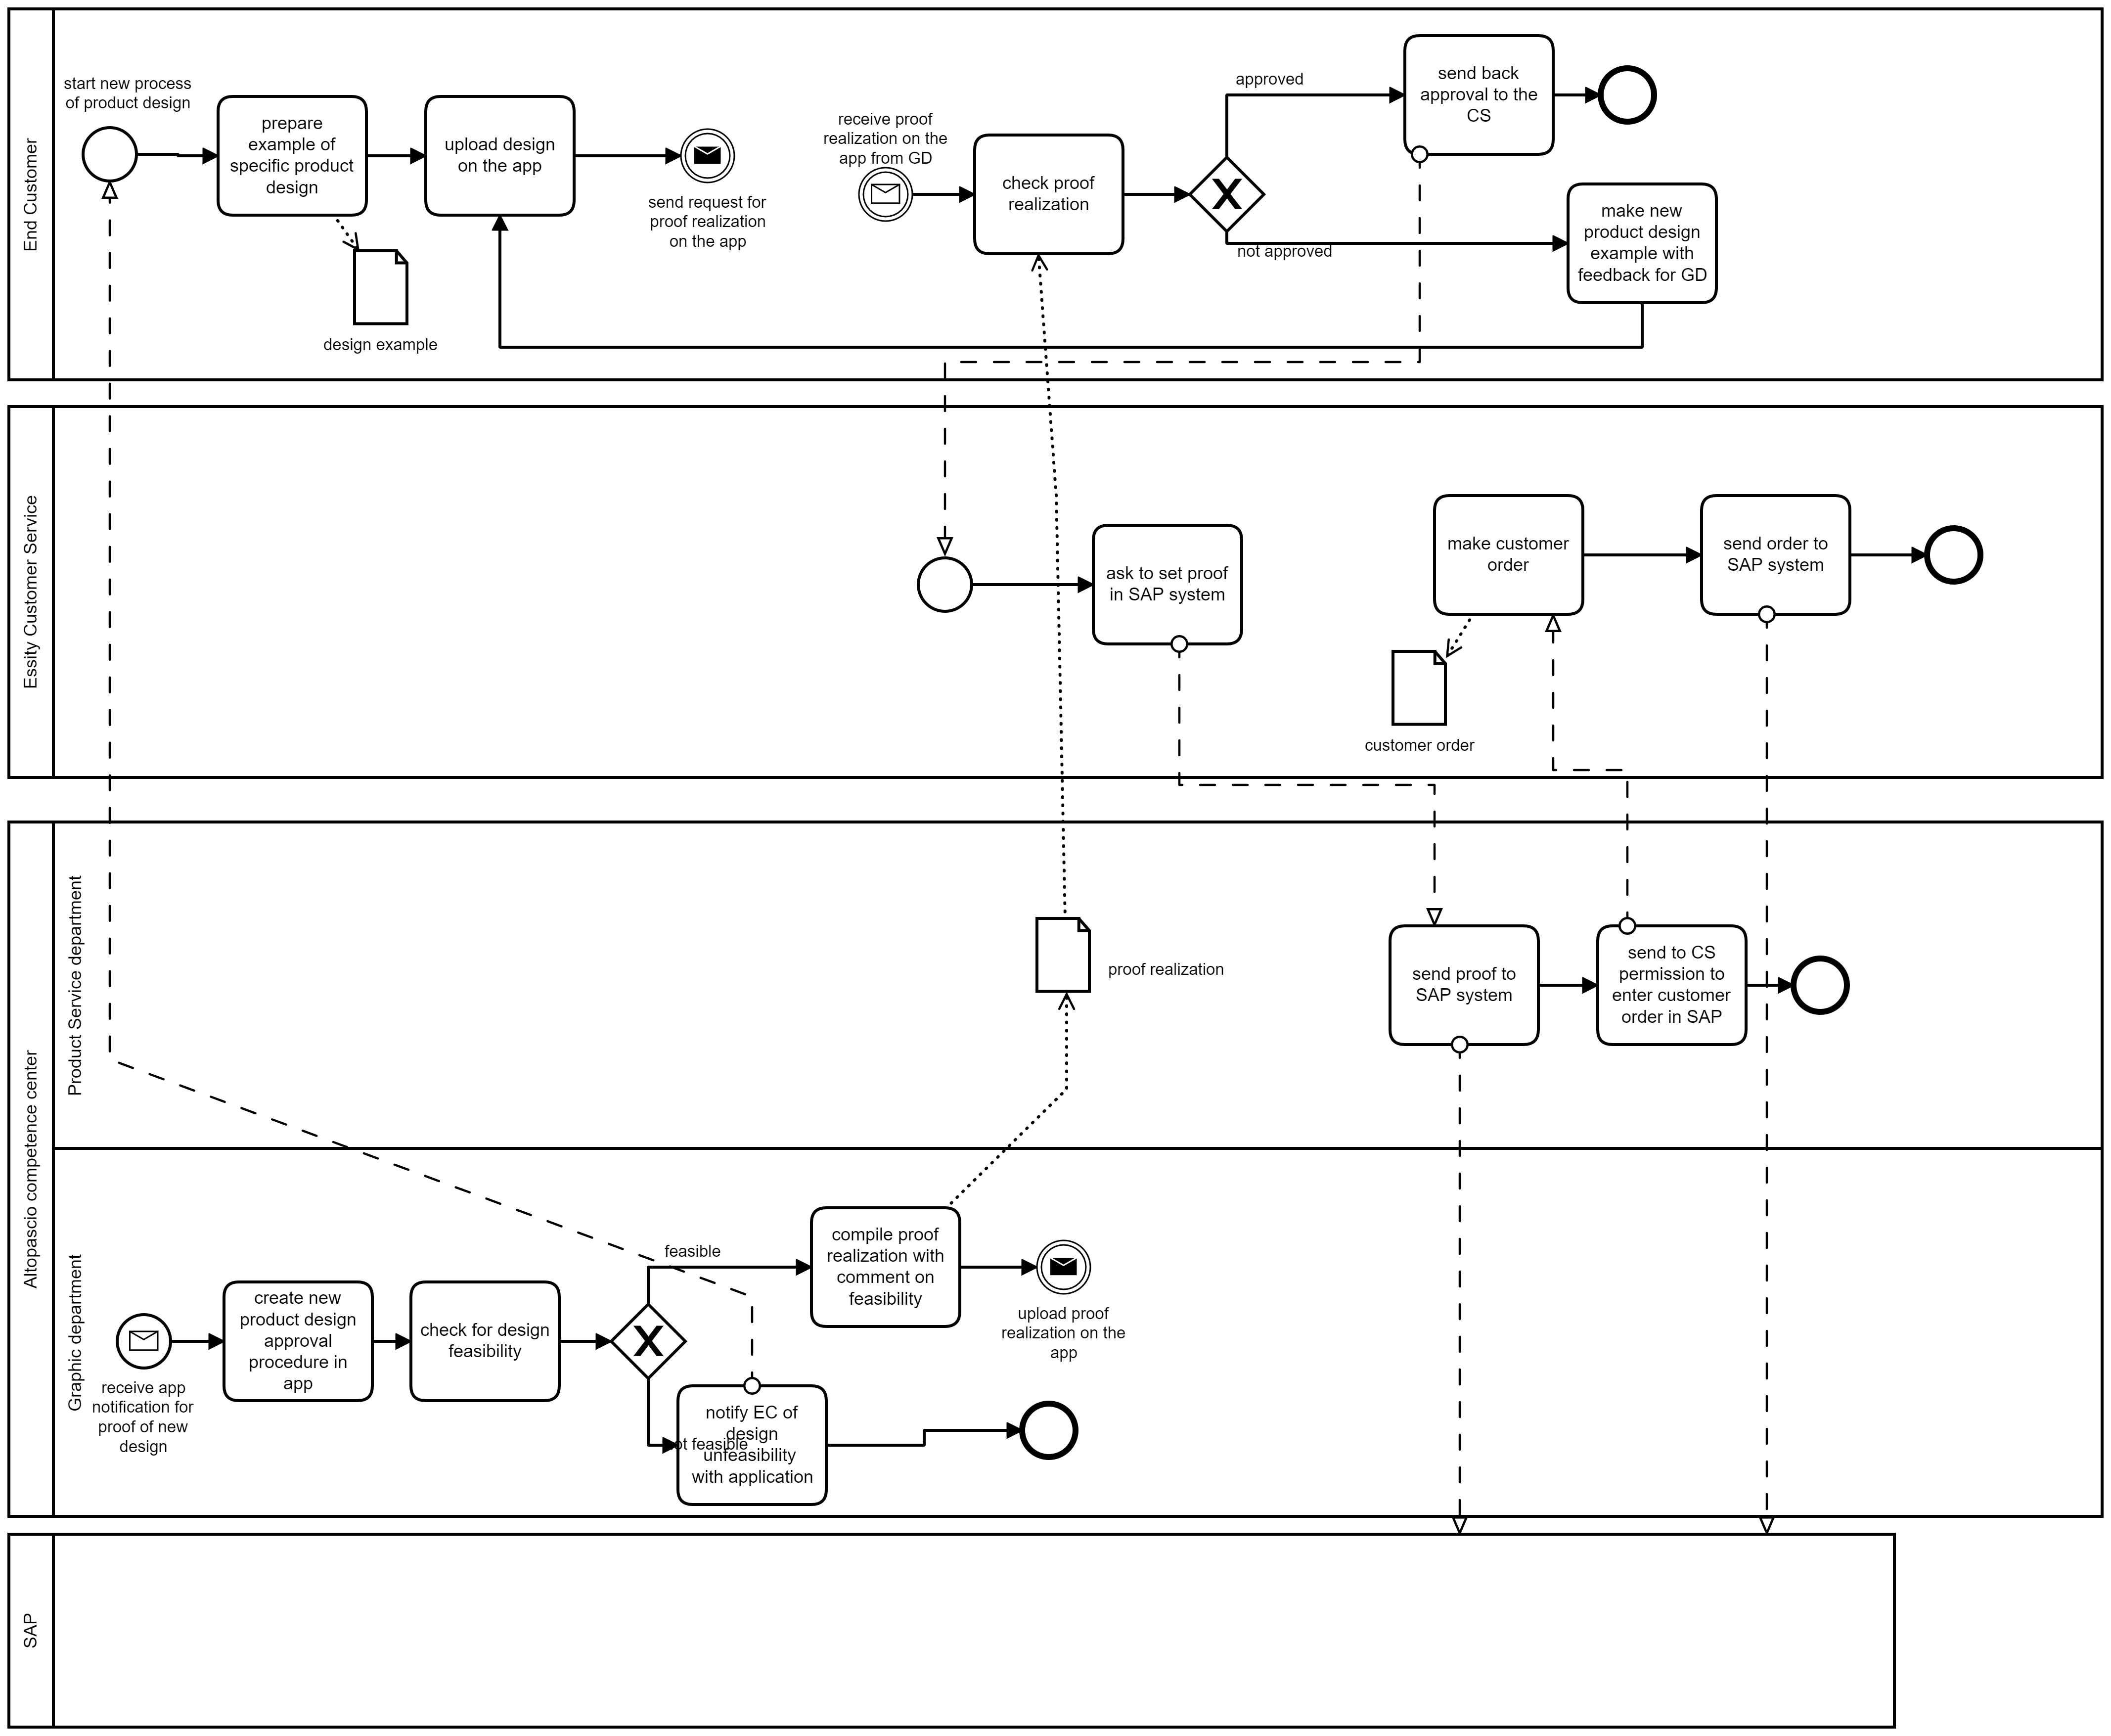 End Customer
start new process
of product design
prepare
example of
specific product
design
design example
upload design
on the app
send request for
proof realization
on the app
receive proof
realization on the
app from GD
check proof
realization
approved
not approved
send back
approval to the
CS
make new
product design
example with
feedback for GD
Essity Customer Service
ask to set proof
in SAP system
make customer
order
customer order
send order to
SAP system
Altopascio competence center
Product Service department
proof realization
send proof to
SAP system
send to CS
permission to
enter customer
order in SAP
Graphic department
receive app
notification for
proof of new
design
create new
product design
approval
procedure in
app
check for design
feasibility
feasible
compile proof
realization with
comment on
feasibility
upload proof
realization on the
app
feasible
notify EC of
design
unfeasibility
with application
SAP